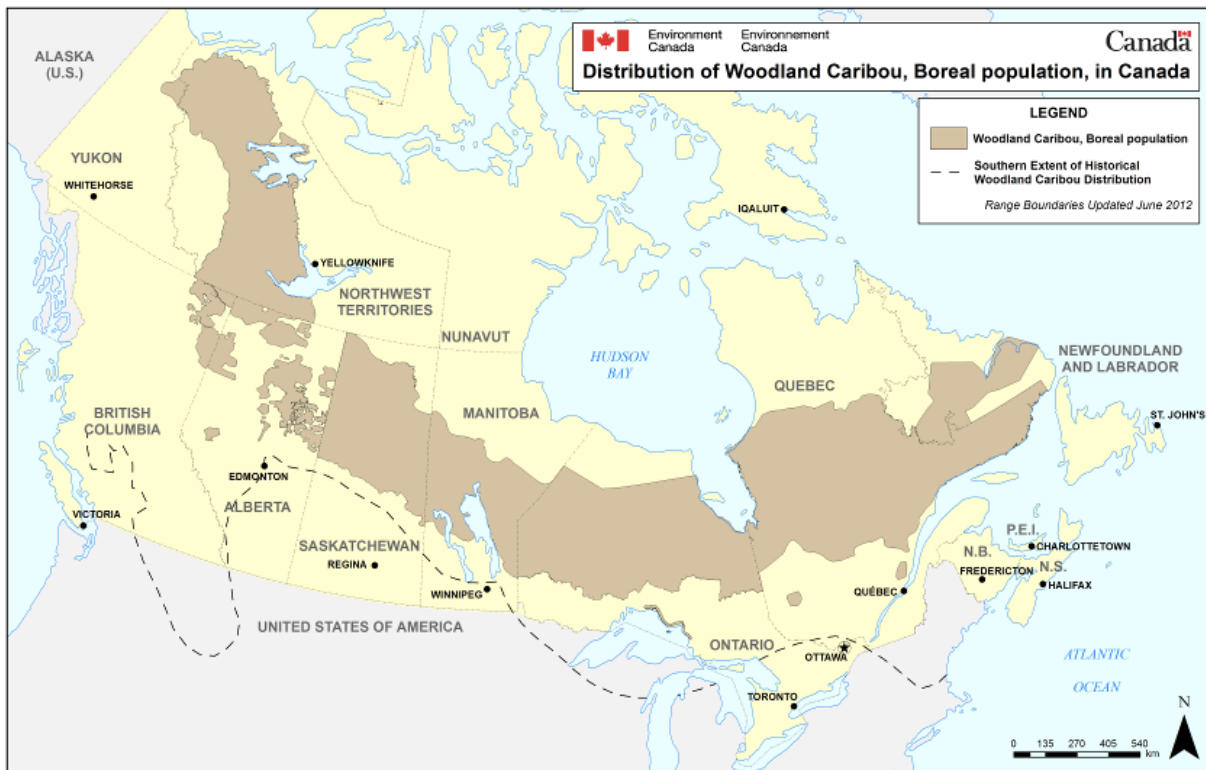 Environment Environnement
Canada Canada
Canada
Distribution of Woodland Caribou, Boreal population, in Canada
LEGEND
Woodland Caribou, Boreal population
Southern Extent of Historical
Woodland Caribou Distribution
Range Boundaries Updated June 2012
ALASKA
(U.S.)
YUKON
WHITEHORSE
IQALUIT
YELLOWKNIFE
NORTHWEST
TERRITORIES
NUNAVUT
HUDSON
BAY
QUEBEC
NEWFOUNDLAND
AND LABRADOR
ST. JOHN'S
BRITISH
COLUMBIA
MANITOBA
EDMONTON
ALBERTA
VICTORIA
SASKATCHEWAN
REGINA
WINNIPEG
P.E.I.
CHARLOTTETOWN
N.B.
FREDERICTON
N.S.
HALIFAX
QUÉBEC
UNITED STATES OF AMERICA
ONTARIO
OTTAWA
TORONTO
ATLANTIC
OCEAN
N
0 135 270 405 540
km